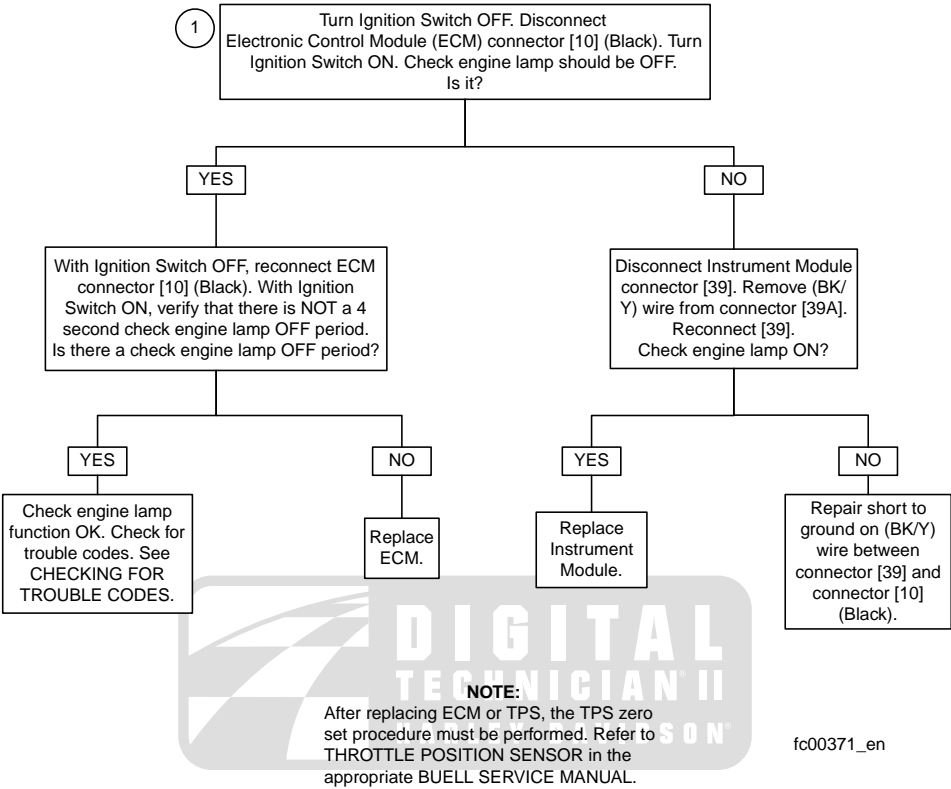 1
Turn Ignition Switch OFF. Disconnect
Electronic Control Module (ECM) connector [10] (Black). Turn
Ignition Switch ON. Check engine lamp should be OFF.
Is it?
YES
NO
With Ignition Switch OFF, reconnect ECM
connector [10] (Black). With Ignition
Switch ON, verify that there is NOT a 4
second check engine lamp OFF period.
Is there a check engine lamp OFF period?
Disconnect Instrument Module
connector [39]. Remove (BK/
Y) wire from connector [39A].
Reconnect [39].
Check engine lamp ON?
YES
NO
YES
NO
Check engine lamp
function OK. Check for
trouble codes. See
CHECKING FOR
TROUBLE CODES.
Replace
ECM.
Replace
Instrument
Module.
Repair short to
ground on (BK/Y)
wire between
connector [39] and
connector [10]
(Black).
DIGITAL
TECHNICIAN® II
HARLEY-DAVIDSON®
NOTE:
After replacing ECM or TPS, the TPS zero
set procedure must be performed. Refer to
THROTTLE POSITION SENSOR in the
appropriate BUELL SERVICE MANUAL.
fc00371_en